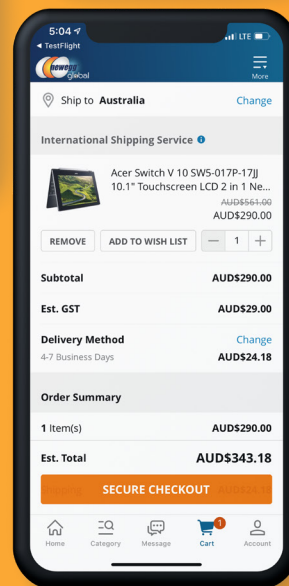 5:04
LTE
◀ TestFlight
newegg
global
More
Ship to Australia Change
International Shipping Service
Acer Switch V 10 SW5-017P-17JJ
10.1" Touchscreen LCD 2 in 1 Ne...
AUD$561.00
AUD$290.00
REMOVE ADD TO WISH LIST — 1 +
Subtotal AUD$290.00
Est. GST AUD$29.00
Delivery Method Change
4-7 Business Days AUD$24.18
Order Summary
1 Item(s) AUD$290.00
Est. Total AUD$343.18
SECURE CHECKOUT
Home Category Message Cart Account
1